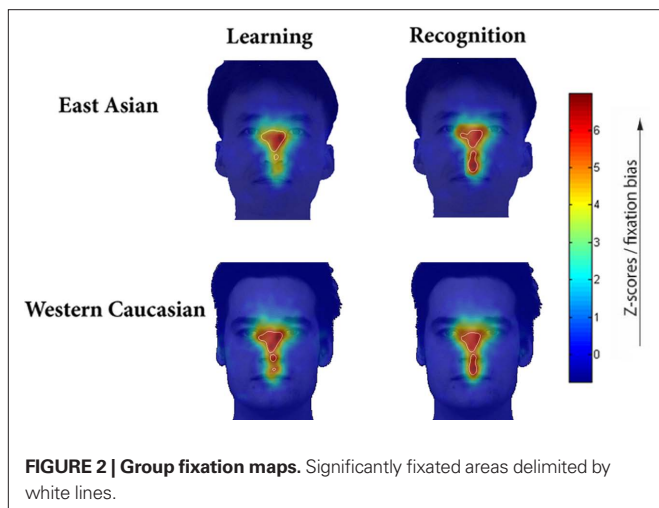 Learning
Recognition
East Asian
Western Caucasian
6
5
4
3
2
1
0
Z-scores / fixation bias
FIGURE 2 | Group fixation maps. Significantly fixated areas delimited by
white lines.